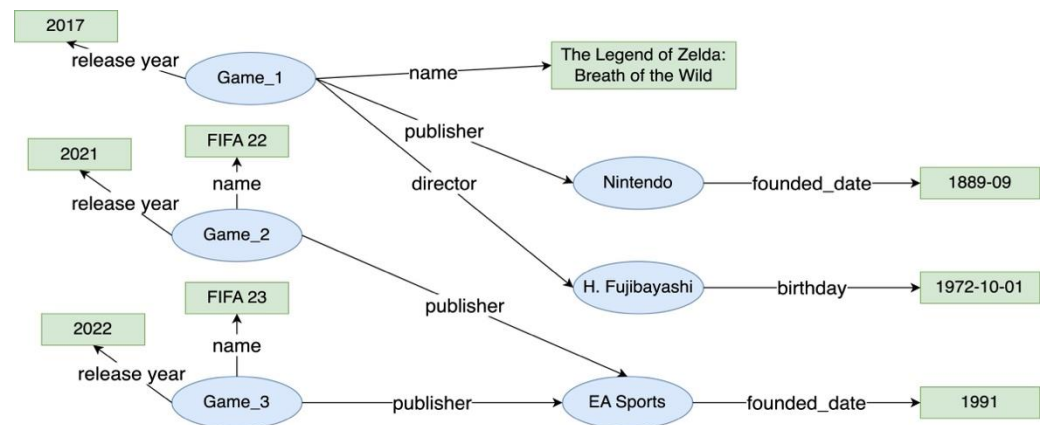 2017
release year
Game_1
name
The Legend of Zelda:
Breath of the Wild
publisher
director
Nintendo
founded_date
1889-09
2021
release year
FIFA 22
name
Game_2
H. Fujibayashi
birthday
1972-10-01
publisher
2022
release year
FIFA 23
name
Game_3
publisher
EA Sports
founded_date
1991